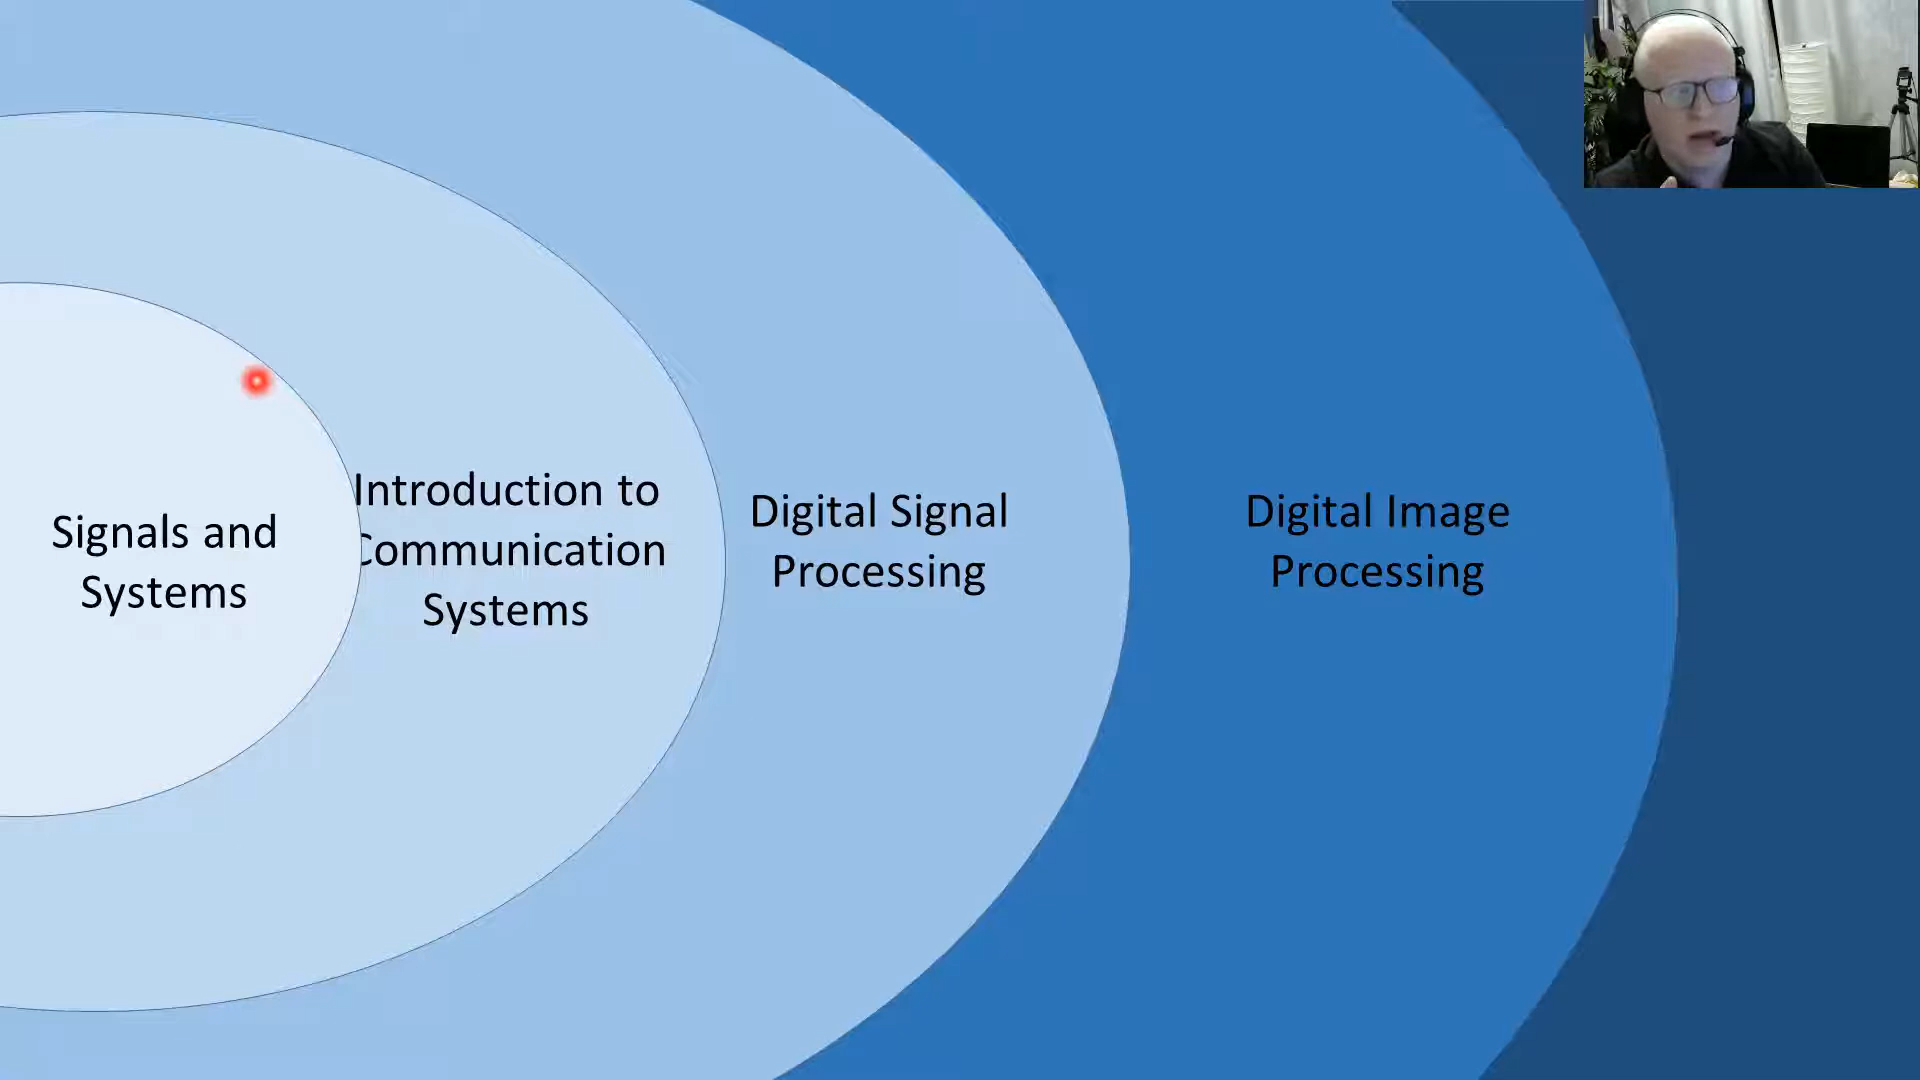 Signals and
Systems
Introduction to
Communication
Systems
Digital Signal
Processing
Digital Image
Processing